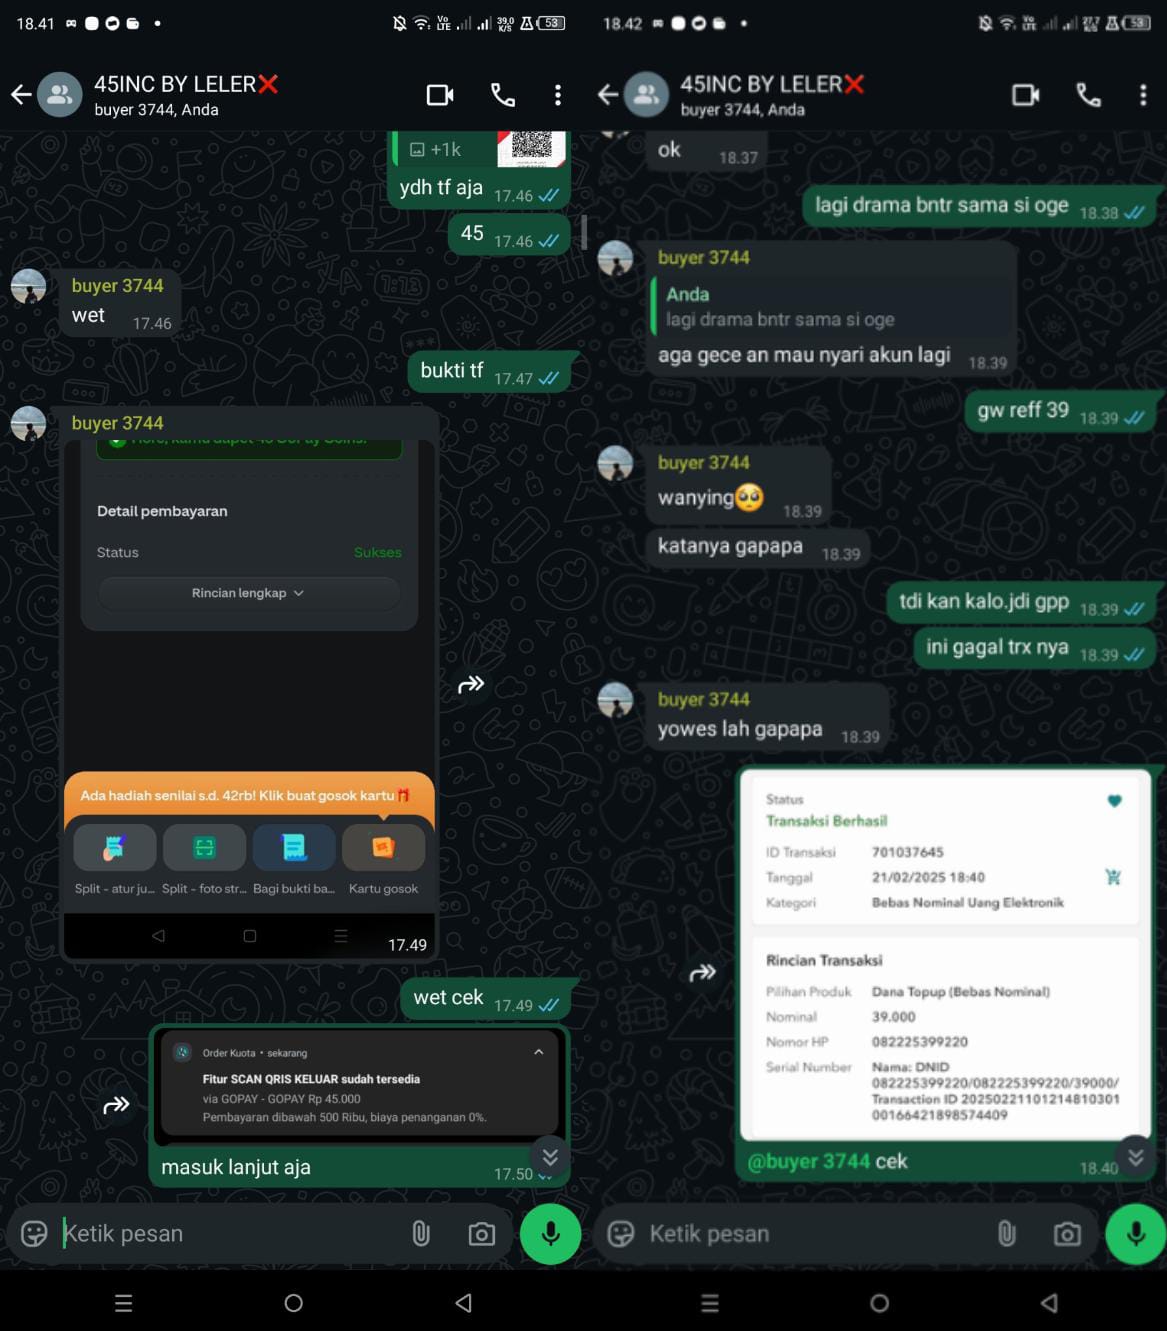 18.41
Vo LTE
39,0 K/S
53
45INC BY LELER❌
buyer 3744, Anda
+1k
ydh tf aja 17.46
45 17.46
buyer 3744
wet 17.46
bukti tf 17.47
buyer 3744
Detail pembayaran
Status Sukses
Rincian lengkap
Ada hadiah senilai s.d. 42rb! Klik buat gosok kartu🎁
Split - atur ju... Split - foto str... Bagi bukti ba... Kartu gosok
17.49
wet cek 17.49
Order Kuota • sekarang
Fitur SCAN QRIS KELUAR sudah tersedia
via GOPAY - GOPAY Rp 45.000
Pembayaran dibawah 500 Ribu, biaya penanganan 0%.
masuk lanjut aja 17.50
Ketik pesan
18.42
53
45INC BY LELER❌
buyer 3744, Anda
ok 18.37
lagi drama bntr sama si oge 18.38
buyer 3744
Anda
lagi drama bntr sama si oge
aga gece an mau nyari akun lagi 18.39
gw reff 39 18.39
buyer 3744
wanying🥺 18.39
katanya gapapa 18.39
tdi kan kalo.jdi gpp 18.39
ini gagal trx nya 18.39
buyer 3744
yowes lah gapapa 18.39
Status
Transaksi Berhasil
ID Transaksi 701037645
Tanggal 21/02/2025 18:40
Kategori Bebas Nominal Uang Elektronik
Rincian Transaksi
Pilihan Produk Dana Topup (Bebas Nominal)
Nominal 39.000
Nomor HP 082225399220
Serial Number Nama: DNID
082225399220/082225399220/39000/
Transaction ID 20250221101214810301
00166421898574409
@buyer 3744 cek 18.40
Ketik pesan